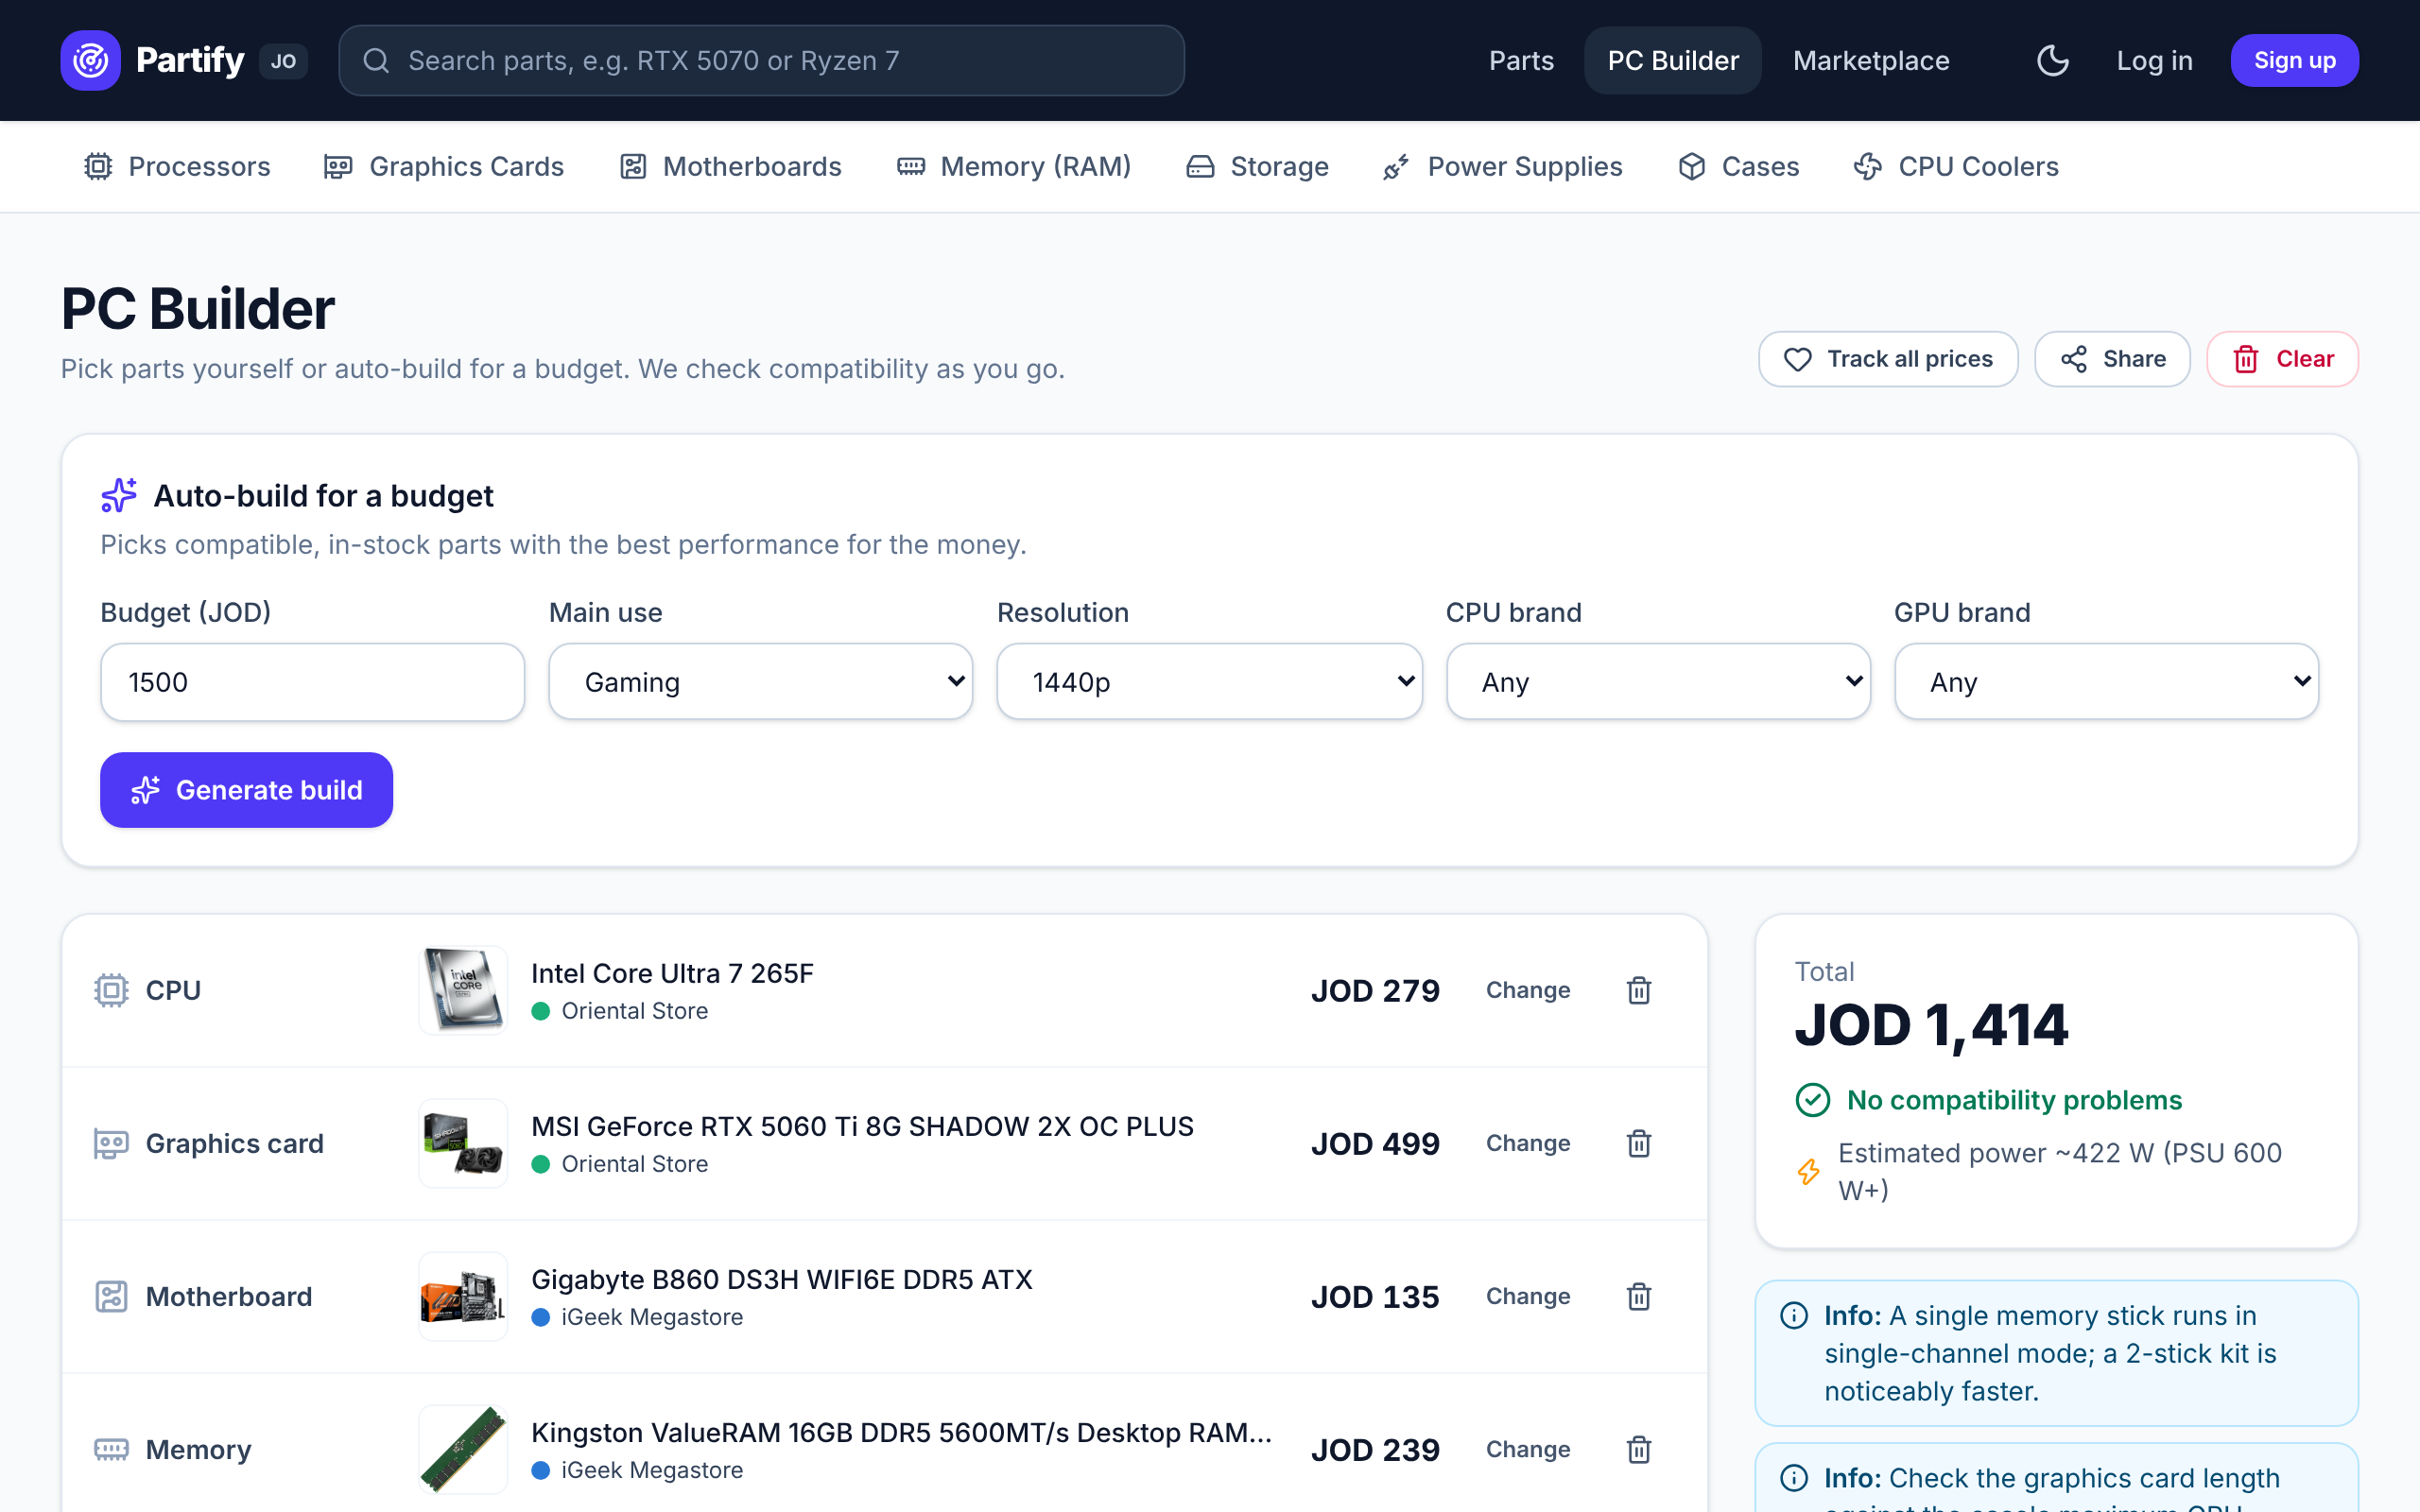 Partify JO
Search parts, e.g. RTX 5070 or Ryzen 7
Parts
PC Builder
Marketplace
Log in
Sign up
Processors
Graphics Cards
Motherboards
Memory (RAM)
Storage
Power Supplies
Cases
CPU Coolers
PC Builder
Pick parts yourself or auto-build for a budget. We check compatibility as you go.
Track all prices
Share
Clear
Auto-build for a budget
Picks compatible, in-stock parts with the best performance for the money.
Budget (JOD)
1500
Main use
Gaming
Resolution
1440p
CPU brand
Any
GPU brand
Any
Generate build
CPU
intel
CORE
Intel Core Ultra 7 265F
Oriental Store
JOD 279
Change
Graphics card
MSI GeForce RTX 5060 Ti 8G SHADOW 2X OC PLUS
Oriental Store
JOD 499
Change
Motherboard
Gigabyte B860 DS3H WIFI6E DDR5 ATX
iGeek Megastore
JOD 135
Change
Memory
Kingston ValueRAM 16GB DDR5 5600MT/s Desktop RAM...
iGeek Megastore
JOD 239
Change
Total
JOD 1,414
No compatibility problems
Estimated power ~422 W (PSU 600
W+)
Info: A single memory stick runs in
single-channel mode; a 2-stick kit is
noticeably faster.
Info: Check the graphics card length